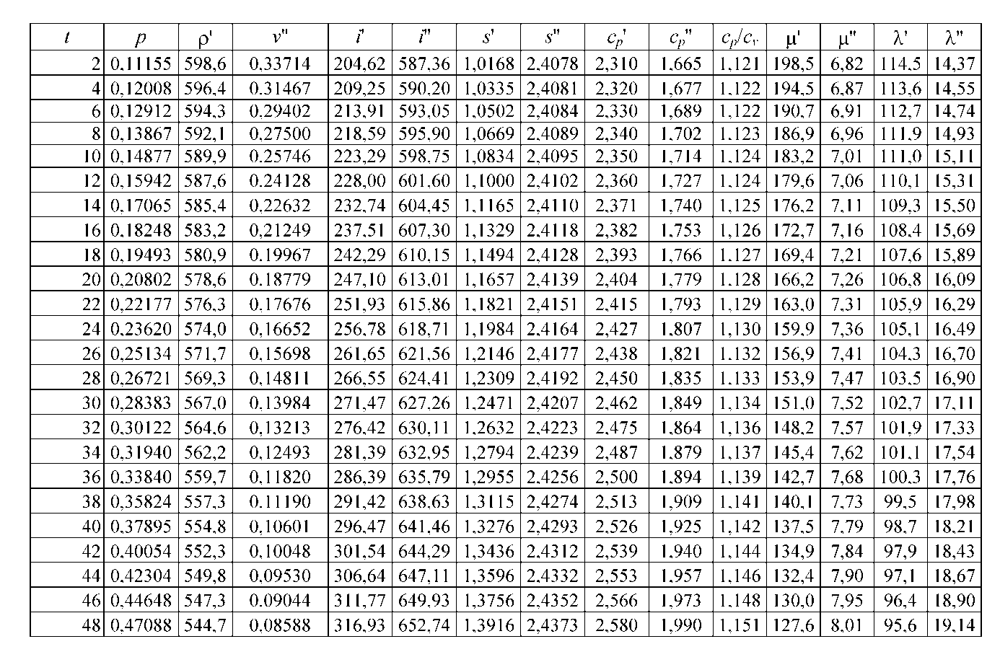 t p ρ' v" i' i" s' s" cp' cp" cp/cv μ' μ" λ' λ"
2 0,11155 598,6 0,33714 204,62 587,36 1,0168 2,4078 2,310 1,665 1,121 198,5 6,82 114,5 14,37
4 0,12008 596,4 0.31467 209,25 590,20 1,0335 2,4081 2,320 1,677 1,122 194,5 6,87 113,6 14,55
6 0,12912 594,3 0.29402 213,91 593,05 1,0502 2,4084 2,330 1,689 1,122 190,7 6,91 112,7 14,74
8 0,13867 592,1 0,27500 218,59 595,90 1,0669 2,4089 2,340 1,702 1,123 186,9 6,96 111,9 14,93
10 0,14877 589,9 0.25746 223,29 598,75 1,0834 2,4095 2,350 1,714 1,124 183,2 7,01 111,0 15,11
12 0,15942 587,6 0.24128 228,00 601,60 1,1000 2,4102 2,360 1,727 1,124 179,6 7,06 110,1 15,31
14 0,17065 585,4 0,22632 232,74 604,45 1,1165 2,4110 2,371 1,740 1,125 176,2 7,11 109,3 15,50
16 0,18248 583,2 0,21249 237,51 607,30 1,1329 2,4118 2,382 1,753 1,126 172,7 7,16 108,4 15,69
18 0,19493 580,9 0.19967 242,29 610,15 1,1494 2,4128 2,393 1,766 1,127 169,4 7,21 107,6 15,89
20 0,20802 578,6 0.18779 247,10 613,01 1,1657 2,4139 2,404 1,779 1,128 166,2 7,26 106,8 16,09
22 0,22177 576,3 0,17676 251,93 615,86 1,1821 2,4151 2,415 1,793 1,129 163,0 7,31 105,9 16,29
24 0,23620 574,0 0,16652 256,78 618,71 1,1984 2,4164 2,427 1,807 1,130 159,9 7,36 105,1 16,49
26 0,25134 571,7 0,15698 261,65 621,56 1,2146 2,4177 2,438 1,821 1,132 156,9 7,41 104,3 16,70
28 0,26721 569,3 0,14811 266,55 624,41 1,2309 2,4192 2,450 1,835 1,133 153,9 7,47 103,5 16,90
30 0,28383 567,0 0,13984 271,47 627,26 1,2471 2,4207 2,462 1,849 1,134 151,0 7,52 102,7 17,11
32 0,30122 564,6 0,13213 276,42 630,11 1,2632 2,4223 2,475 1,864 1,136 148,2 7,57 101,9 17,33
34 0,31940 562,2 0,12493 281,39 632,95 1,2794 2,4239 2,487 1,879 1,137 145,4 7,62 101,1 17,54
36 0,33840 559,7 0,11820 286,39 635,79 1,2955 2,4256 2,500 1,894 1,139 142,7 7,68 100,3 17,76
38 0,35824 557,3 0.11190 291,42 638,63 1,3115 2,4274 2,513 1,909 1,141 140,1 7,73 99,5 17,98
40 0,37895 554,8 0,10601 296,47 641,46 1,3276 2,4293 2,526 1,925 1,142 137,5 7,79 98,7 18,21
42 0,40054 552,3 0,10048 301,54 644,29 1,3436 2,4312 2,539 1,940 1,144 134,9 7,84 97,9 18,43
44 0,42304 549,8 0,09530 306,64 647,11 1,3596 2,4332 2,553 1,957 1,146 132,4 7,90 97,1 18,67
46 0,44648 547,3 0.09044 311,77 649,93 1,3756 2,4352 2,566 1,973 1,148 130,0 7,95 96,4 18,90
48 0,47088 544,7 0,08588 316,93 652,74 1,3916 2,4373 2,580 1,990 1,151 127,6 8,01 95,6 19,14